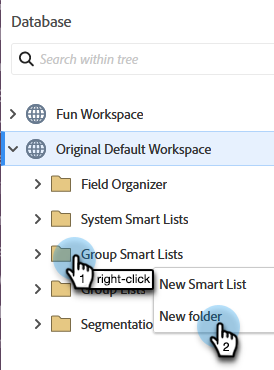 Database
Search within tree
Fun Workspace
Original Default Workspace
Field Organizer
System Smart Lists
Group Smart Lists
1 right-click
New Smart List
Group Lists
New folder
Segmentatio
2